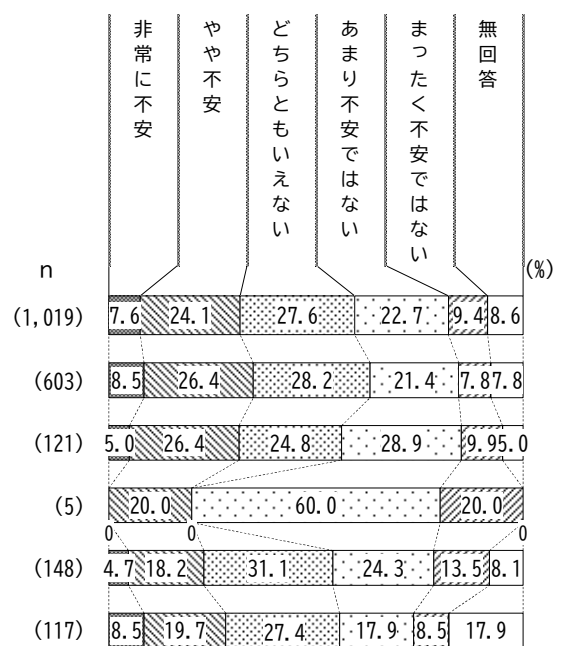 非常に不安
やや不安
どちらともいえない
あまり不安ではない
まったく不安ではない
無回答
n
(%)
(1,019) 7.6 24.1 27.6 22.7 9.4 8.6
(603) 8.5 26.4 28.2 21.4 7.8 7.8
(121) 5.0 26.4 24.8 28.9 9.9 5.0
(5) 20.0 60.0 20.0
0 0 0
(148) 4.7 18.2 31.1 24.3 13.5 8.1
(117) 8.5 19.7 27.4 17.9 8.5 17.9